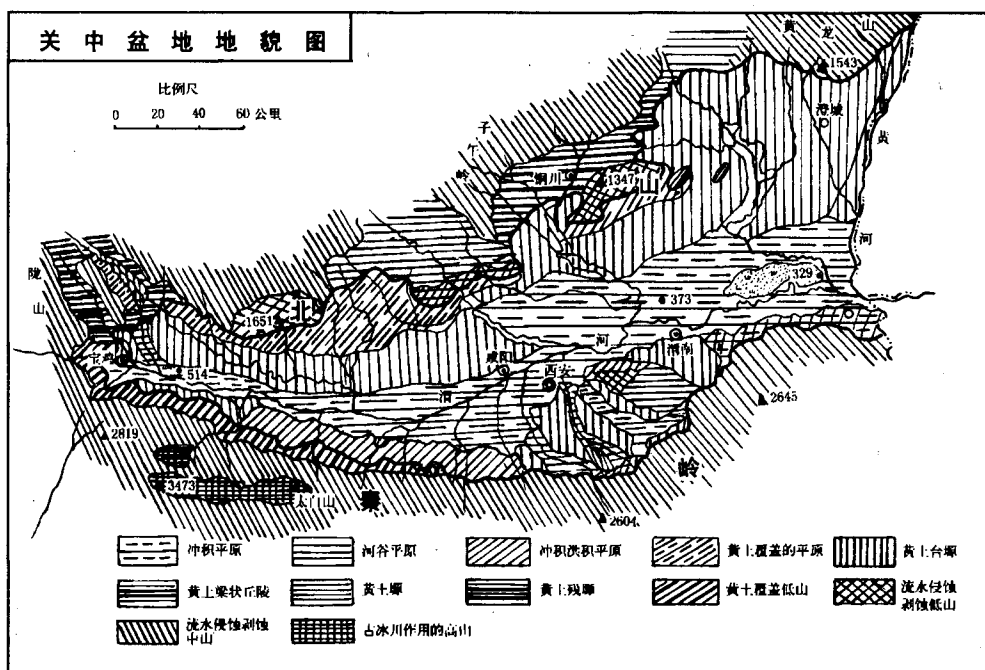 关中盆地地貌图
比例尺
0 20 40 60 公里
黄龙山
1543
澄城
黄
子午岭
铜川
1347
山
河
陇山
329
373
北
1651
河
渭南
宝鸡
514
咸阳
西安
渭
2645
2819
岭
3473
太白山
秦
2604
冲积平原
河谷平原
冲积洪积平原
黄土覆盖的平原
黄土台塬
黄土梁状丘陵
黄土塬
黄土残塬
黄土覆盖低山
流水侵蚀
剥蚀低山
流水侵蚀剥蚀
中山
古冰川作用的高山